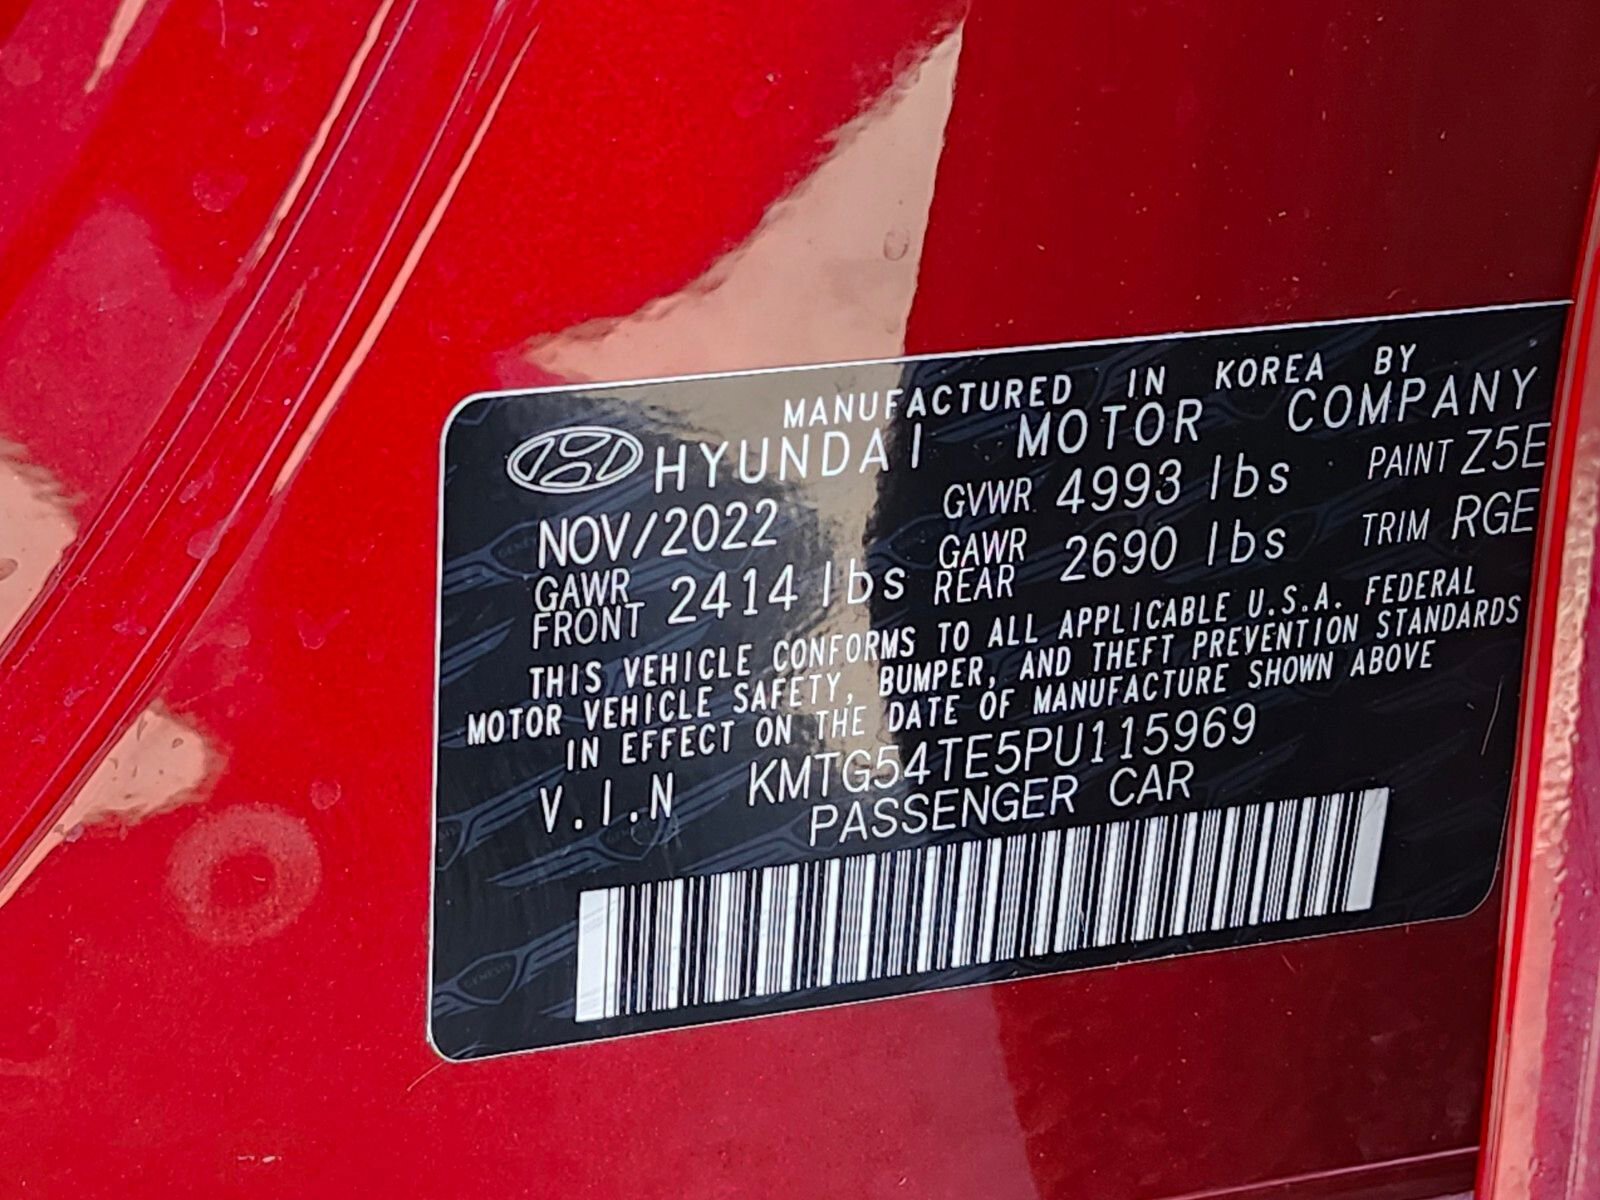 MANUFACTURED IN KOREA BY
HYUNDAI MOTOR COMPANY
NOV/2022 GVWR 4993 lbs PAINT Z5E
GAWR FRONT 2414 lbs GAWR REAR 2690 lbs TRIM RGE
THIS VEHICLE CONFORMS TO ALL APPLICABLE U.S.A. FEDERAL
MOTOR VEHICLE SAFETY, BUMPER, AND THEFT PREVENTION STANDARDS
IN EFFECT ON THE DATE OF MANUFACTURE SHOWN ABOVE
V.I.N KMTG54TE5PU115969
PASSENGER CAR
GENESIS